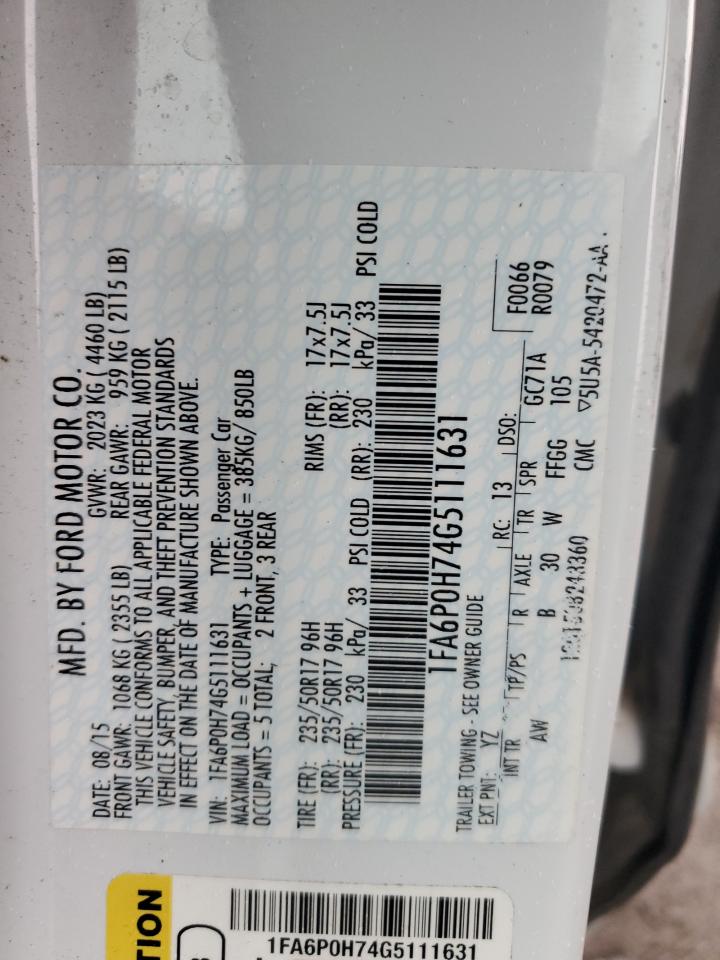 MFD. BY FORD MOTOR CO.
DATE: 08/15 GVWR: 2023 KG ( 4460 LB)
FRONT GAWR: 1068 KG ( 2355 LB) REAR GAWR: 959 KG ( 2115 LB)
THIS VEHICLE CONFORMS TO ALL APPLICABLE FEDERAL MOTOR
VEHICLE SAFETY, BUMPER, AND THEFT PREVENTION STANDARDS
IN EFFECT ON THE DATE OF MANUFACTURE SHOWN ABOVE.
VIN: 1FA6P0H74G5111631 TYPE: Passenger Car
MAXIMUM LOAD = OCCUPANTS + LUGGAGE = 385KG/ 850LB
OCCUPANTS = 5 TOTAL; 2 FRONT, 3 REAR
TIRE (FR): 235/50R17 96H RIMS (FR): 17x7.5J
(RR): 235/50R17 96H (RR): 17x7.5J
PRESSURE (FR): 230 kPa/ 33 PSI COLD (RR): 230 kPa/ 33 PSI COLD
1FA6P0H74G5111631
TRAILER TOWING - SEE OWNER GUIDE
EXT PNT: YZ RC: 13 DSO: F0066
R0079
INT TR TP/PS R AXLE TR SPR GC71A
AW B 30 W FFGG 105
CMC ▽5U5A-5420472-AA
TION
1FA6P0H74G5111631